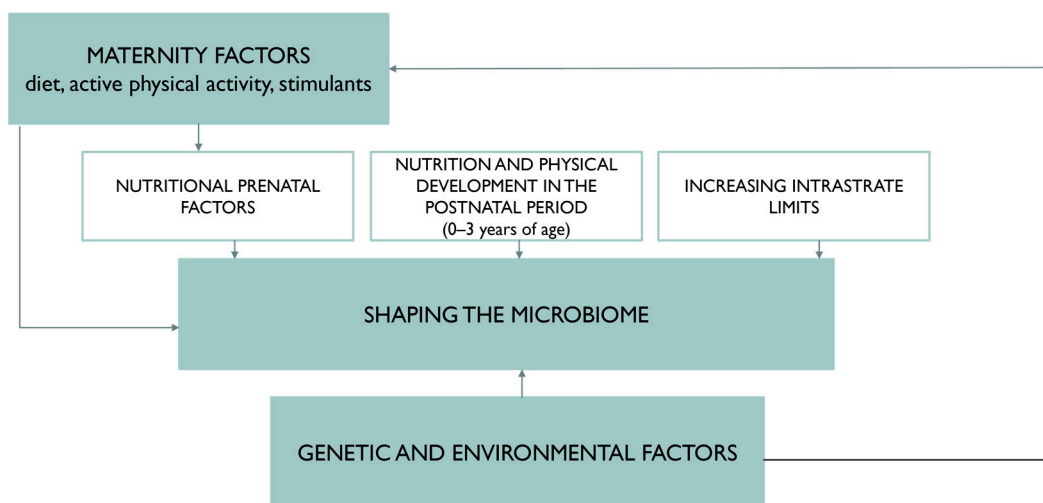 MATERNITY FACTORS
diet, active physical activity, stimulants
NUTRITIONAL PRENATAL
FACTORS
NUTRITION AND PHYSICAL
DEVELOPMENT IN THE
POSTNATAL PERIOD
(0–3 years of age)
INCREASING INTRASTRATE
LIMITS
SHAPING THE MICROBIOME
GENETIC AND ENVIRONMENTAL FACTORS